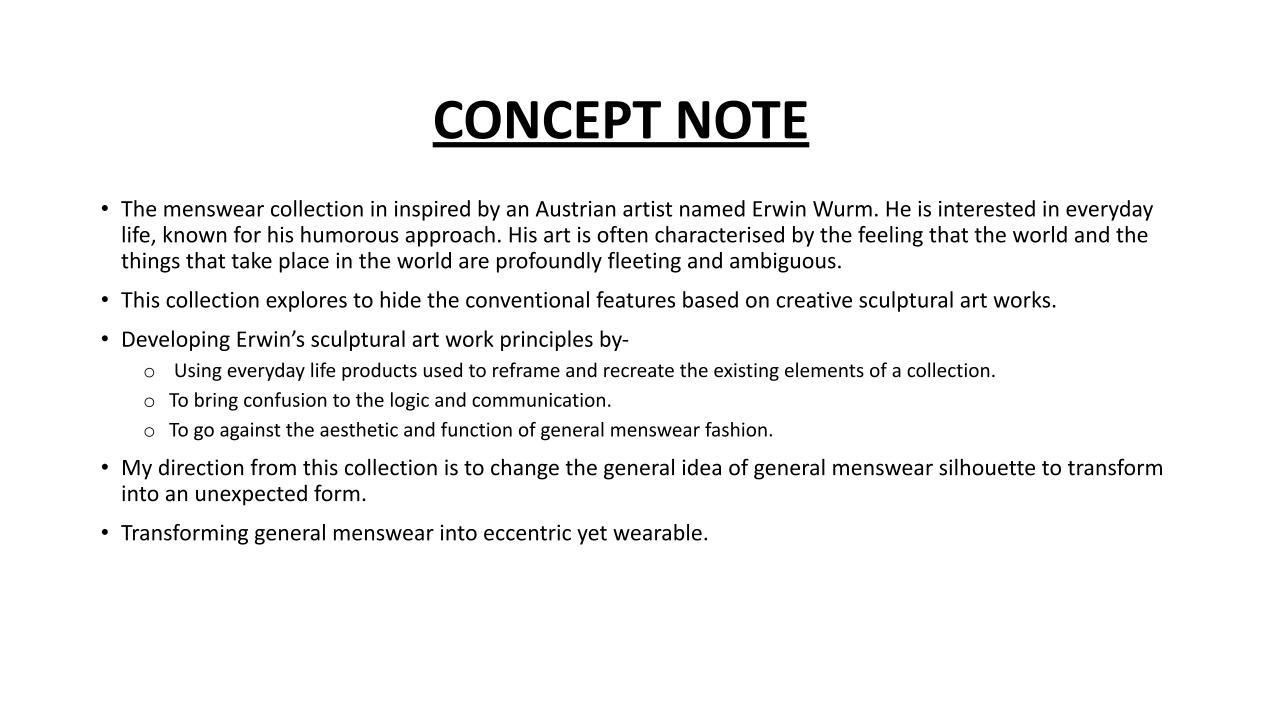 CONCEPT NOTE
• The menswear collection in inspired by an Austrian artist named Erwin Wurm. He is interested in everyday
life, known for his humorous approach. His art is often characterised by the feeling that the world and the
things that take place in the world are profoundly fleeting and ambiguous.
• This collection explores to hide the conventional features based on creative sculptural art works.
• Developing Erwin’s sculptural art work principles by-
o Using everyday life products used to reframe and recreate the existing elements of a collection.
o To bring confusion to the logic and communication.
o To go against the aesthetic and function of general menswear fashion.
• My direction from this collection is to change the general idea of general menswear silhouette to transform
into an unexpected form.
• Transforming general menswear into eccentric yet wearable.